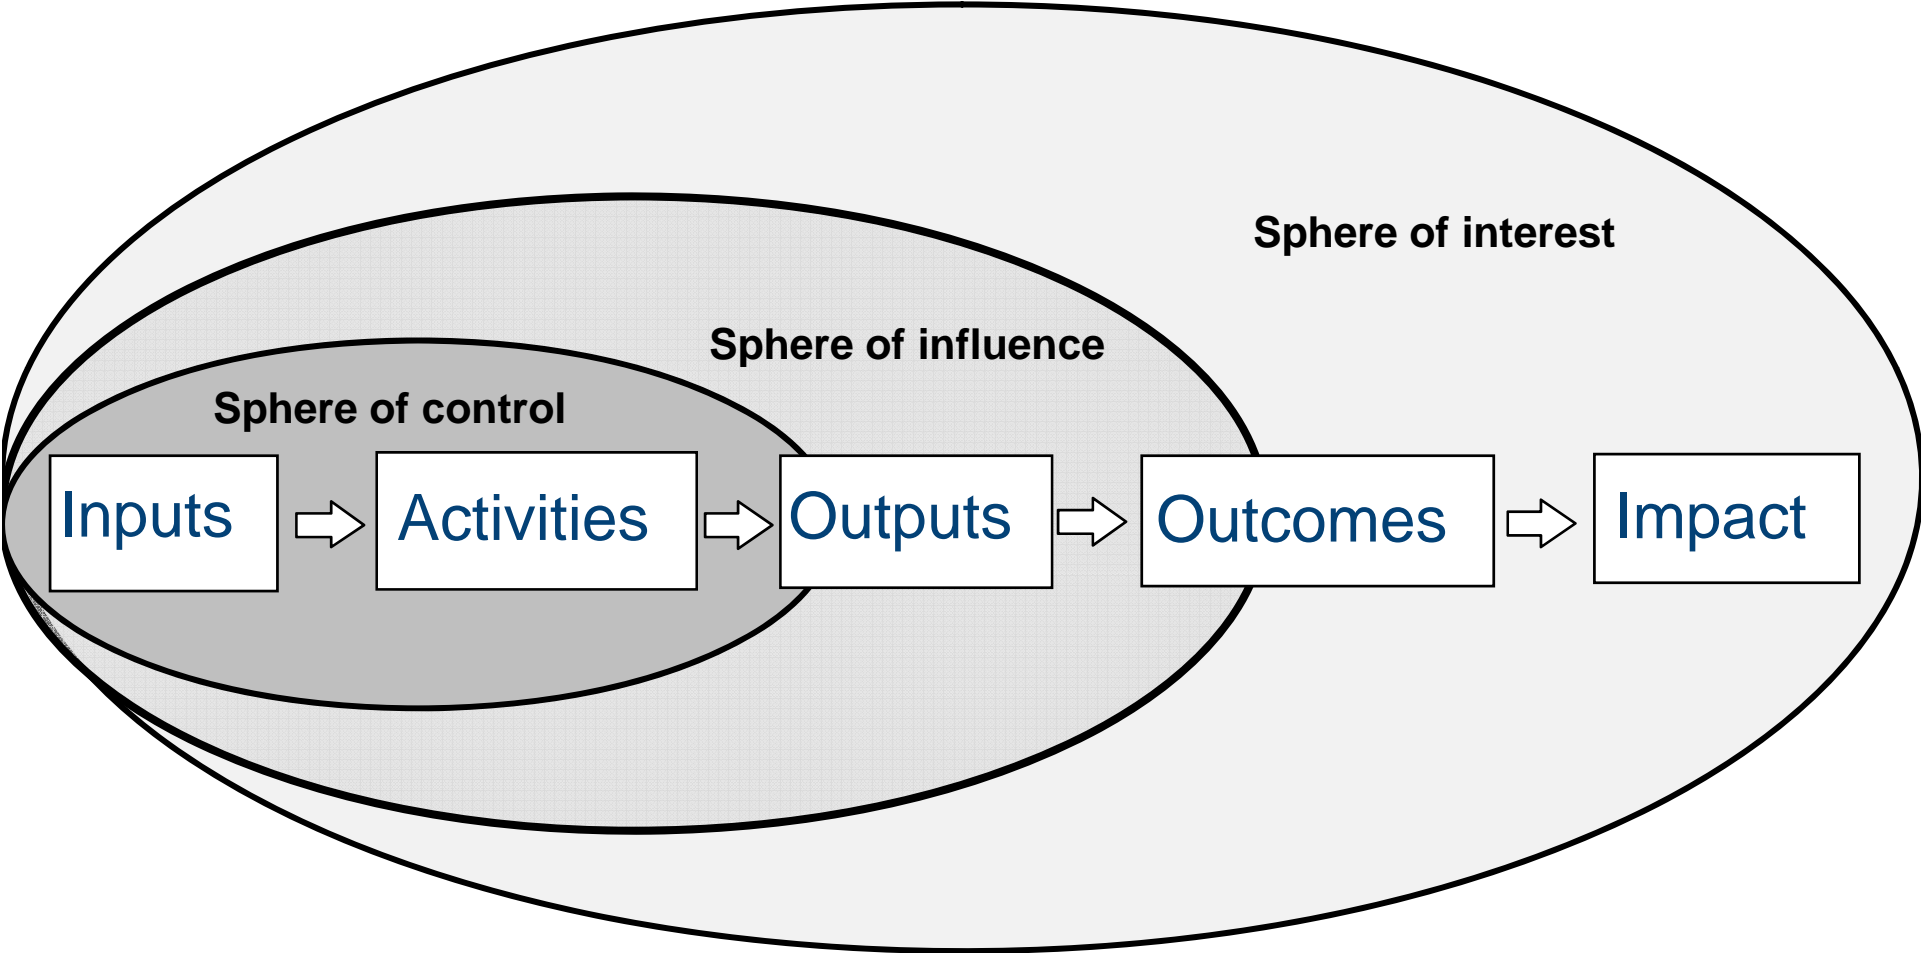 Sphere of interest
Sphere of influence
Sphere of control
Inputs
Activities
Outputs
Outcomes
Impact